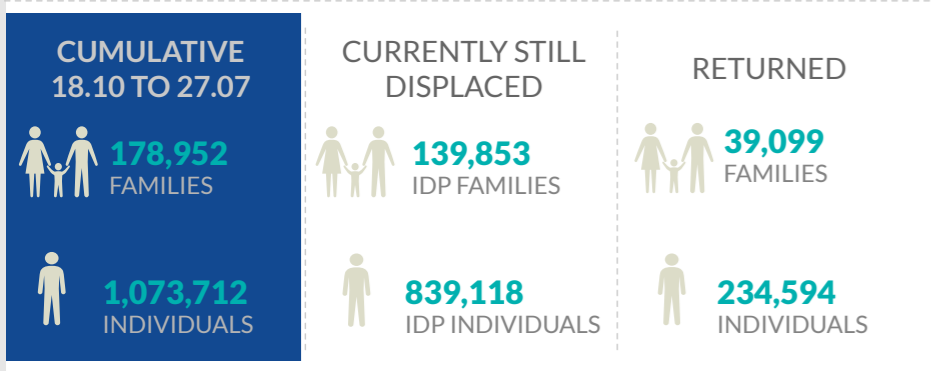 CUMULATIVE
18.10 TO 27.07
178,952
FAMILIES
1,073,712
INDIVIDUALS
CURRENTLY STILL
DISPLACED
139,853
IDP FAMILIES
839,118
IDP INDIVIDUALS
RETURNED
39,099
FAMILIES
234,594
INDIVIDUALS